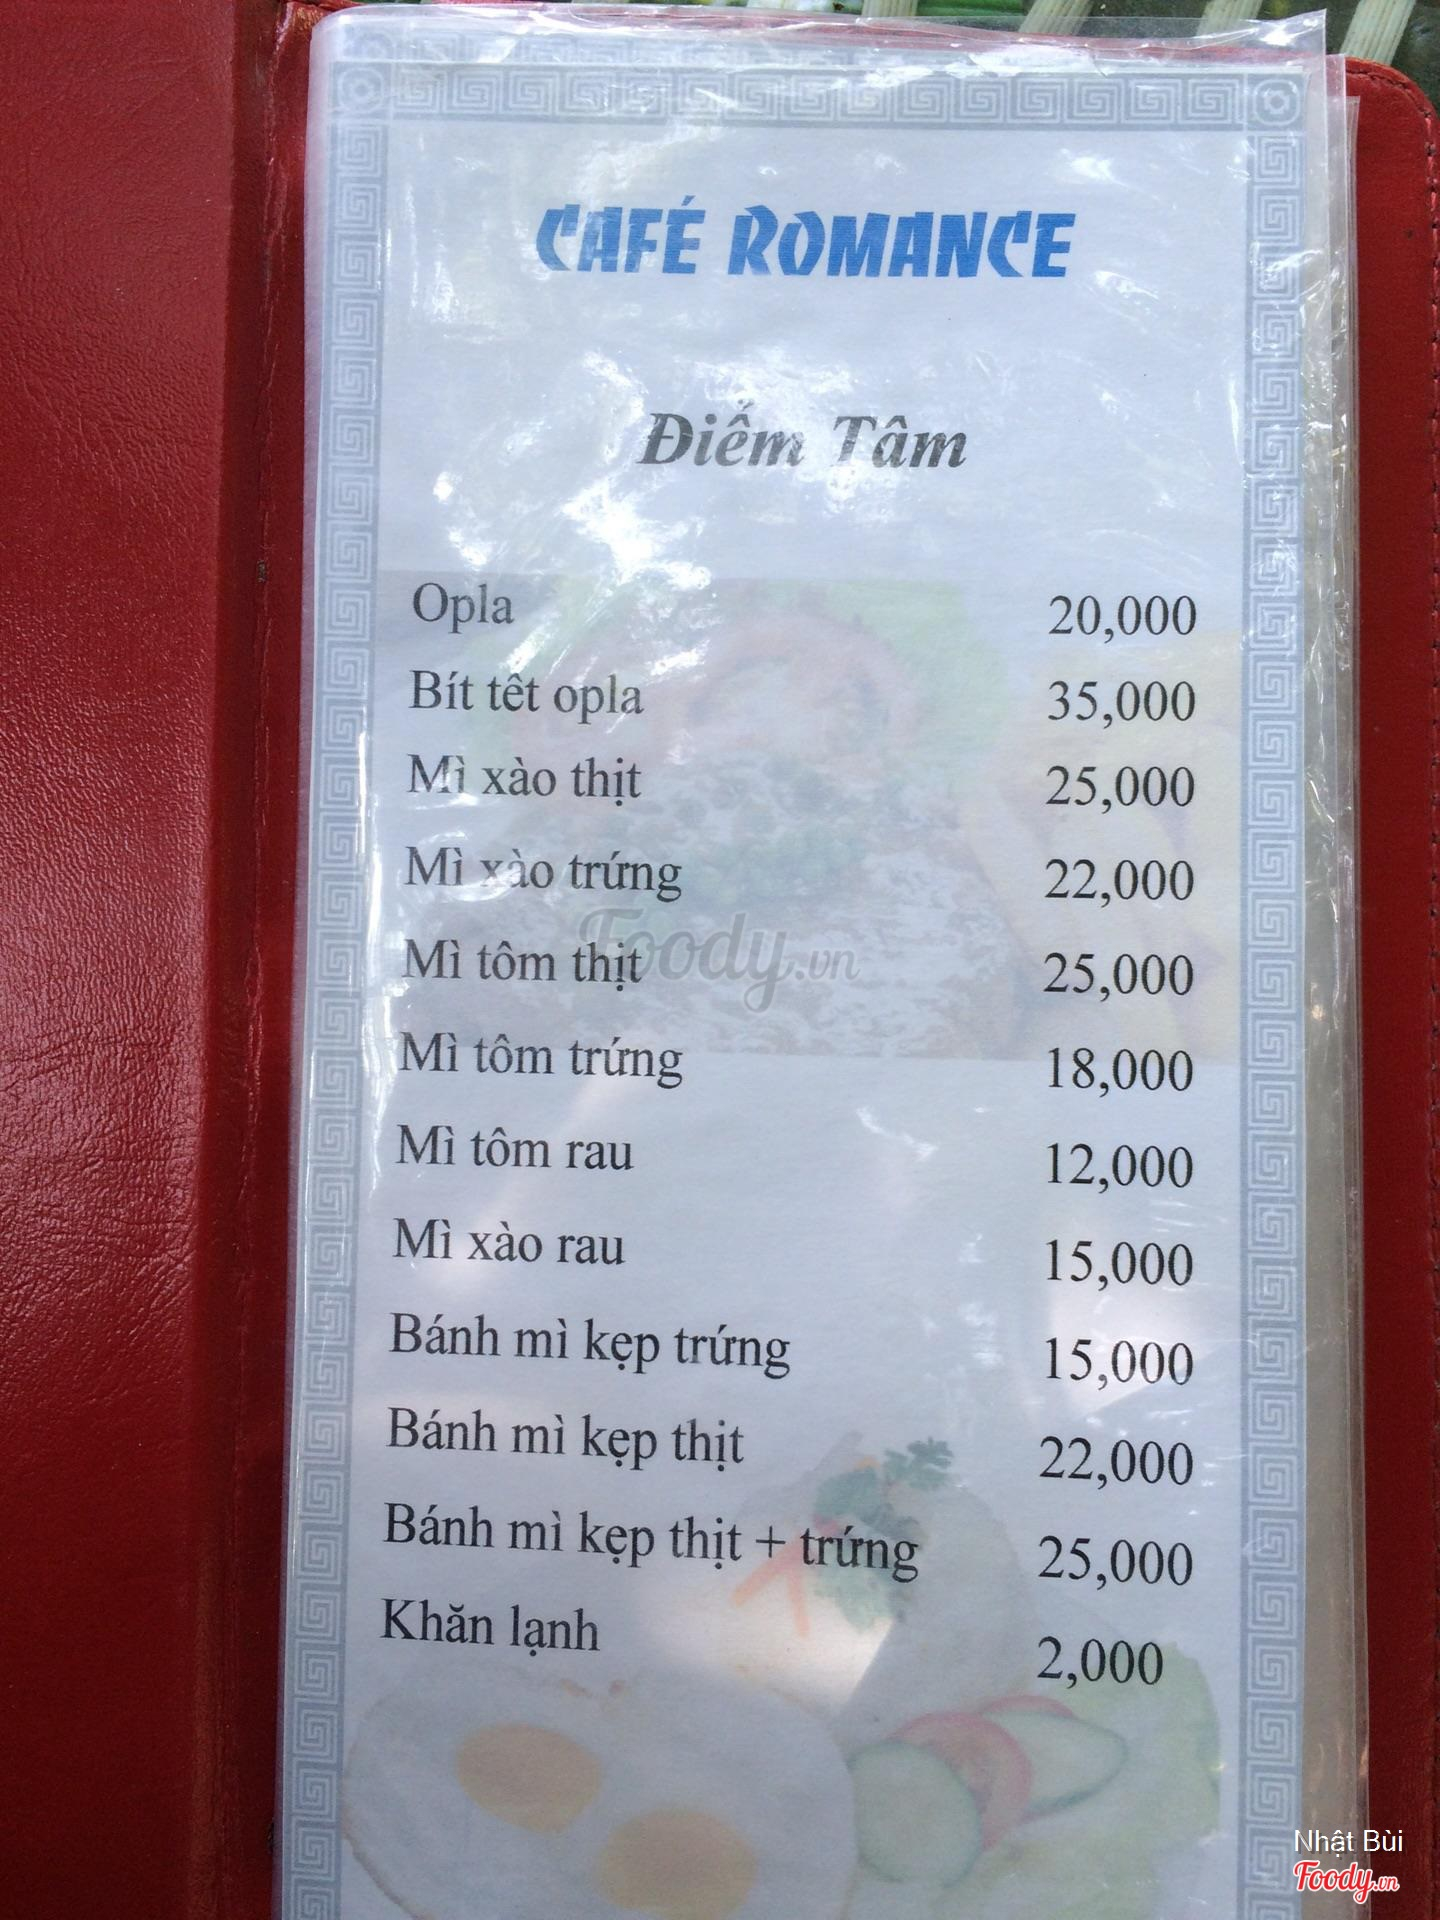 CAFÉ ROMANCE
Điểm Tâm
Opla 20,000
Bít têt opla 35,000
Mì xào thịt 25,000
Mì xào trứng 22,000
Mì tôm thịt 25,000
Mì tôm trứng 18,000
Mì tôm rau 12,000
Mì xào rau 15,000
Bánh mì kẹp trứng 15,000
Bánh mì kẹp thịt 22,000
Bánh mì kẹp thịt + trứng 25,000
Khăn lạnh 2,000
Foody.vn
Nhật Bùi
Foody.vn